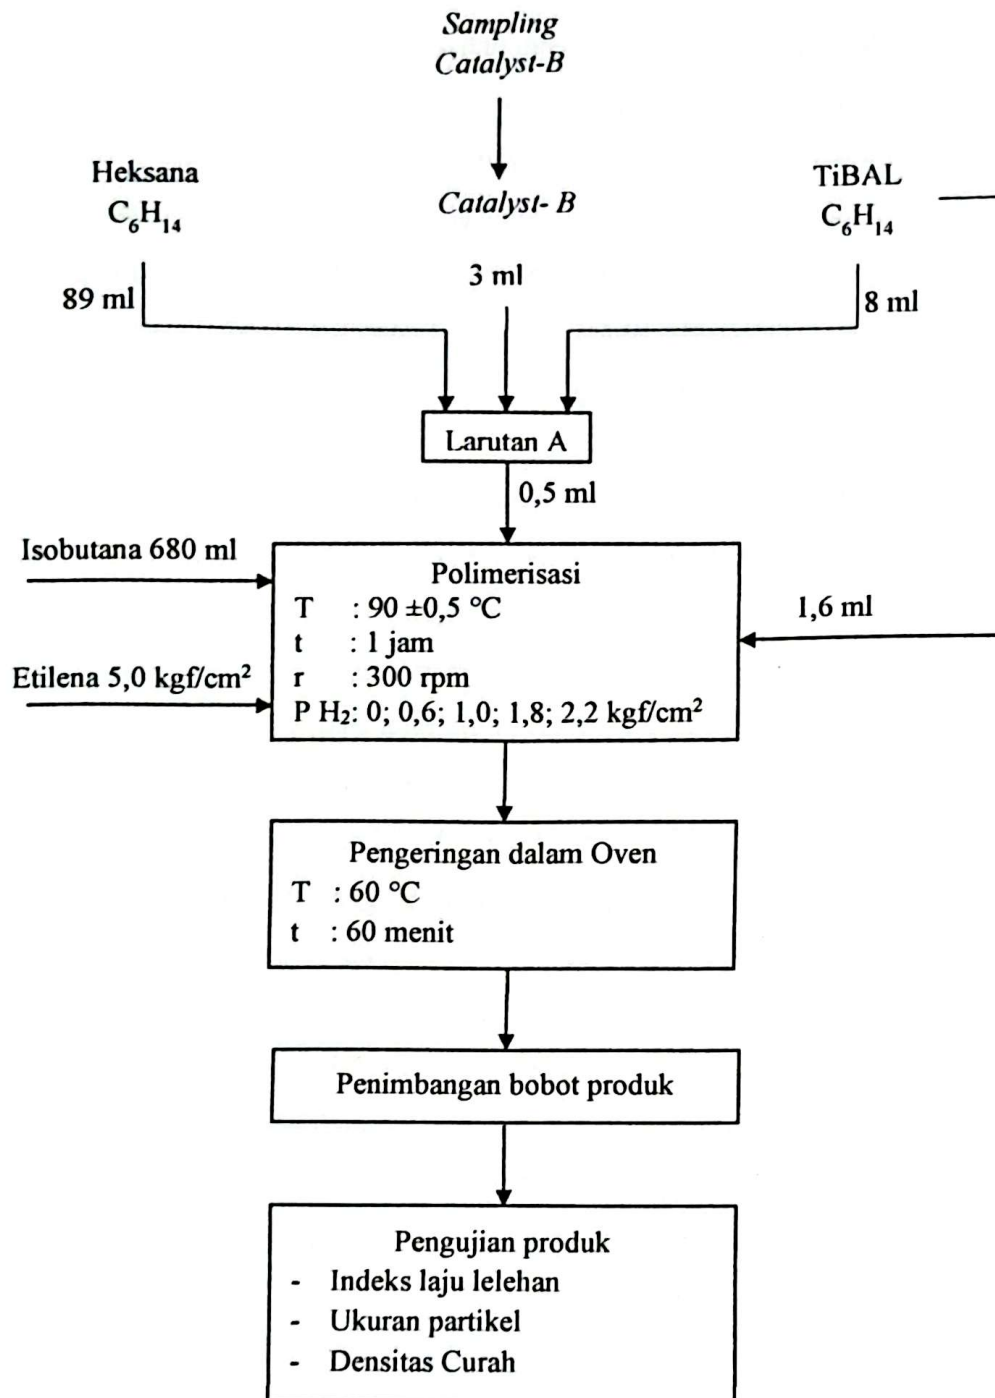 Sampling
Catalyst-B
Heksana
C₆H₁₄
Catalyst- B
TiBAL
C₆H₁₄
89 ml
3 ml
8 ml
Larutan A
0,5 ml
Isobutana 680 ml
Etilena 5,0 kgf/cm²
Polimerisasi
T : 90 ±0,5 °C
t : 1 jam
r : 300 rpm
P H₂: 0; 0,6; 1,0; 1,8; 2,2 kgf/cm²
1,6 ml
Pengeringan dalam Oven
T : 60 °C
t : 60 menit
Penimbangan bobot produk
Pengujian produk
- Indeks laju lelehan
- Ukuran partikel
- Densitas Curah